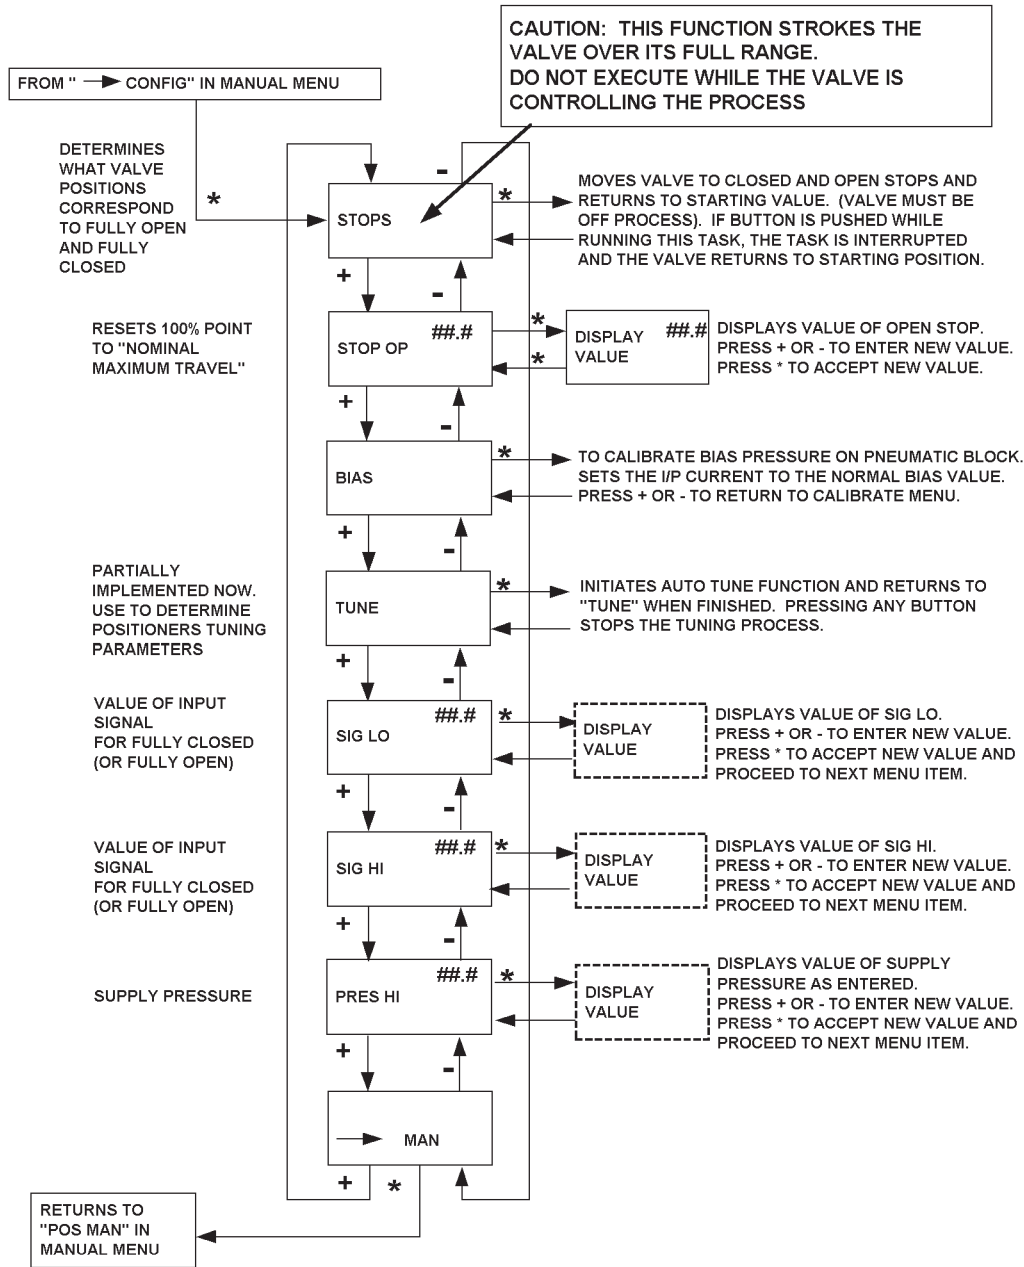 CAUTION: THIS FUNCTION STROKES THE
VALVE OVER ITS FULL RANGE.
DO NOT EXECUTE WHILE THE VALVE IS
CONTROLLING THE PROCESS
FROM " → CONFIG" IN MANUAL MENU
DETERMINES
WHAT VALVE
POSITIONS
CORRESPOND
TO FULLY OPEN
AND FULLY
CLOSED
*
-
STOPS
*
MOVES VALVE TO CLOSED AND OPEN STOPS AND
RETURNS TO STARTING VALUE. (VALVE MUST BE
OFF PROCESS). IF BUTTON IS PUSHED WHILE
RUNNING THIS TASK, THE TASK IS INTERRUPTED
AND THE VALVE RETURNS TO STARTING POSITION.
+
-
RESETS 100% POINT
TO "NOMINAL
MAXIMUM TRAVEL"
##.#
STOP OP
*
*
DISPLAY ##.#
VALUE
DISPLAYS VALUE OF OPEN STOP.
PRESS + OR - TO ENTER NEW VALUE.
PRESS * TO ACCEPT NEW VALUE.
+
-
BIAS
*
TO CALIBRATE BIAS PRESSURE ON PNEUMATIC BLOCK.
SETS THE I/P CURRENT TO THE NORMAL BIAS VALUE.
PRESS + OR - TO RETURN TO CALIBRATE MENU.
+
-
PARTIALLY
IMPLEMENTED NOW.
USE TO DETERMINE
POSITIONERS TUNING
PARAMETERS
TUNE
*
INITIATES AUTO TUNE FUNCTION AND RETURNS TO
"TUNE" WHEN FINISHED. PRESSING ANY BUTTON
STOPS THE TUNING PROCESS.
+
-
VALUE OF INPUT
SIGNAL
FOR FULLY CLOSED
(OR FULLY OPEN)
##.#
SIG LO
*
DISPLAY
VALUE
DISPLAYS VALUE OF SIG LO.
PRESS + OR - TO ENTER NEW VALUE.
PRESS * TO ACCEPT NEW VALUE AND
PROCEED TO NEXT MENU ITEM.
+
-
VALUE OF INPUT
SIGNAL
FOR FULLY CLOSED
(OR FULLY OPEN)
##.#
SIG HI
*
DISPLAY
VALUE
DISPLAYS VALUE OF SIG HI.
PRESS + OR - TO ENTER NEW VALUE.
PRESS * TO ACCEPT NEW VALUE AND
PROCEED TO NEXT MENU ITEM.
+
-
SUPPLY PRESSURE
##.#
PRES HI
*
DISPLAY
VALUE
DISPLAYS VALUE OF SUPPLY
PRESSURE AS ENTERED.
PRESS + OR - TO ENTER NEW VALUE.
PRESS * TO ACCEPT NEW VALUE AND
PROCEED TO NEXT MENU ITEM.
+
-
→ MAN
+
*
RETURNS TO
"POS MAN" IN
MANUAL MENU